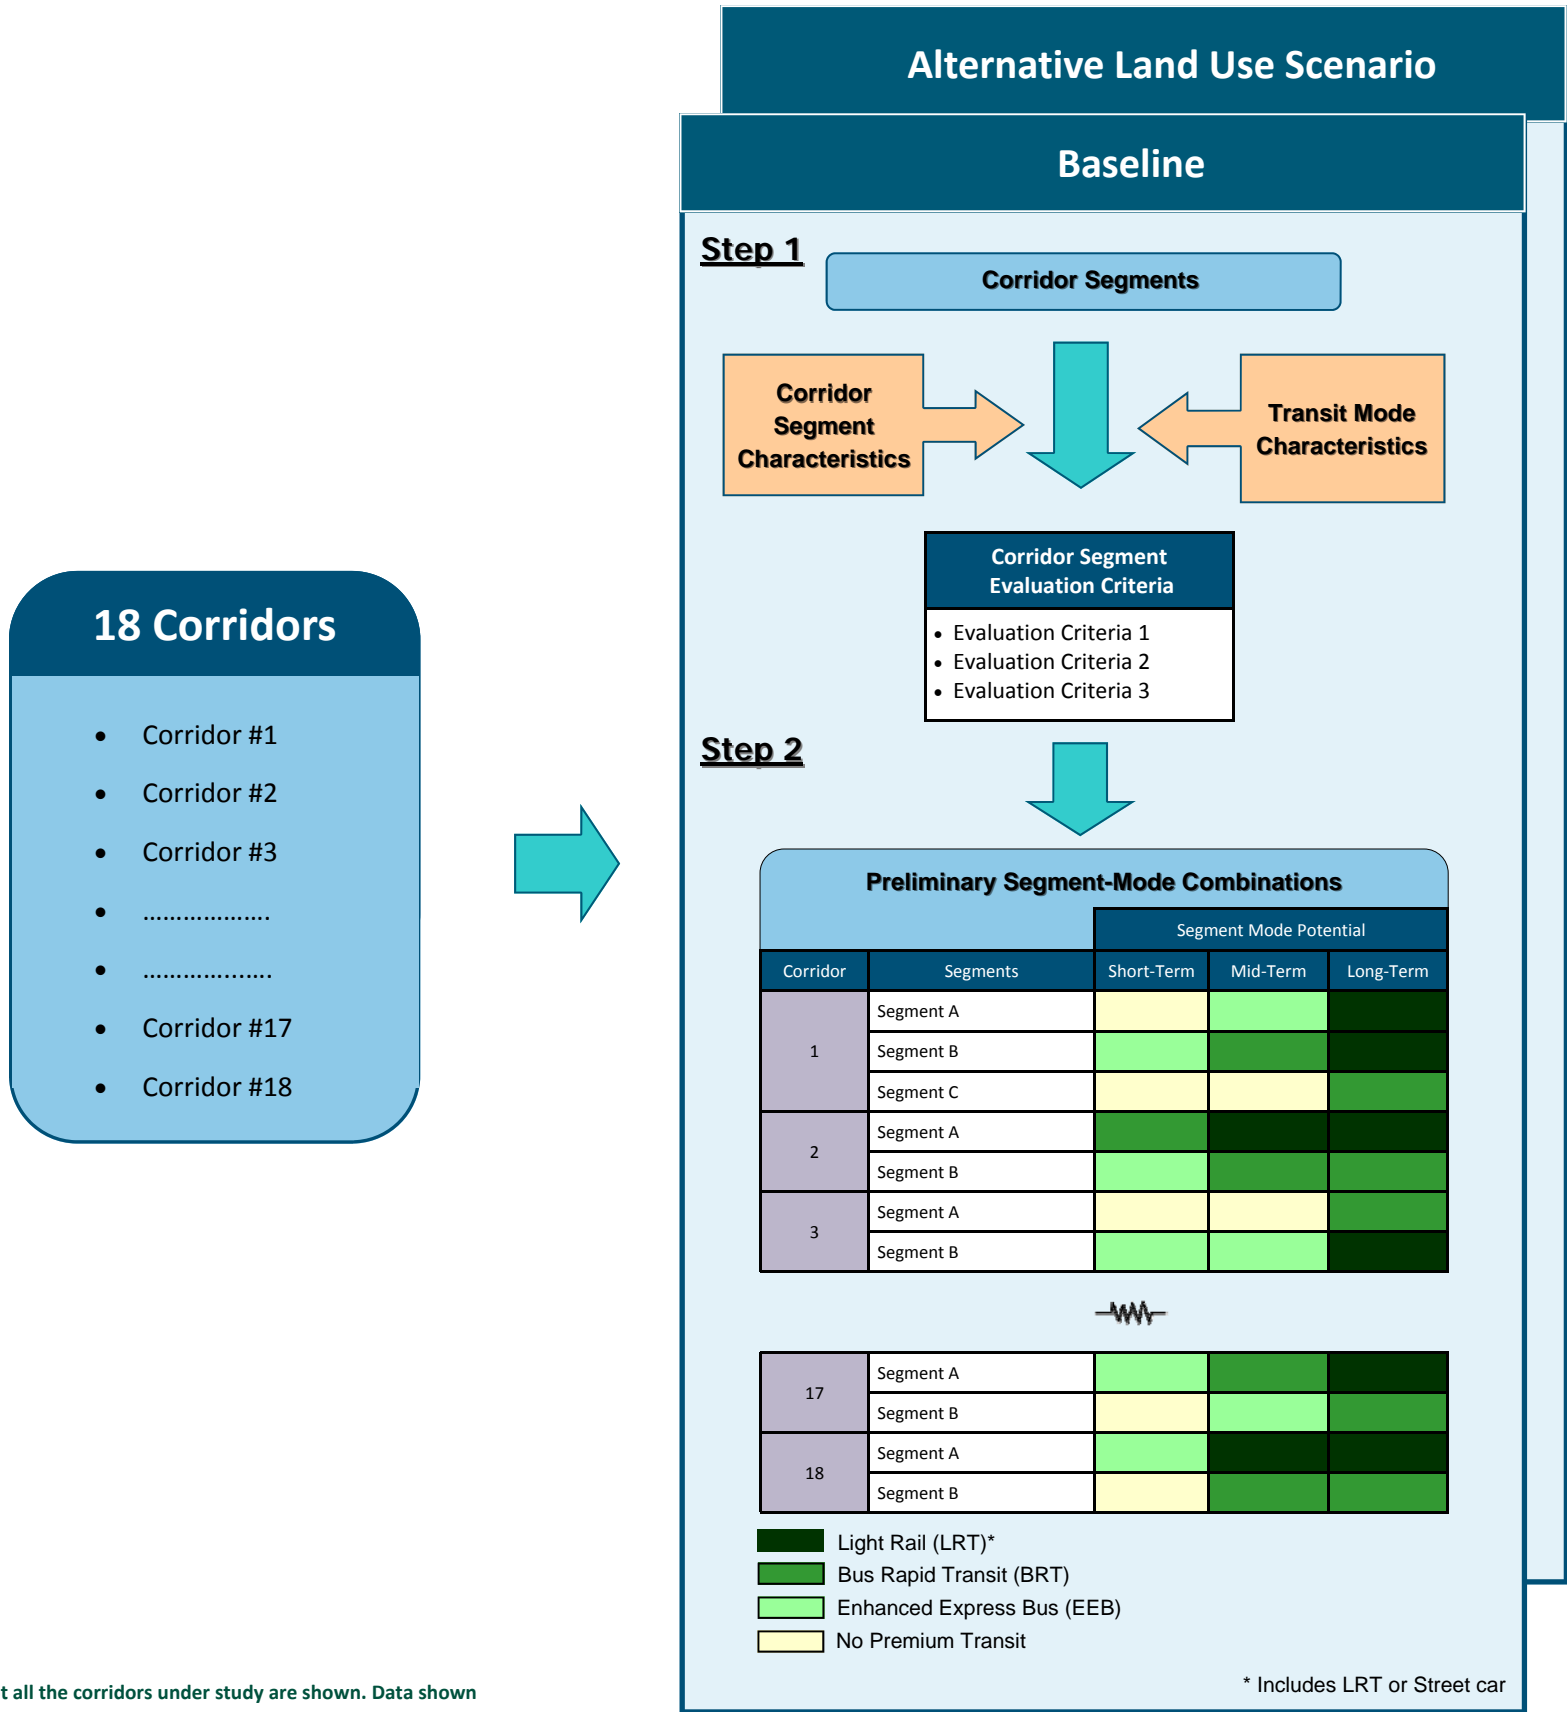 Alternative Land Use Scenario
Baseline
Step 1
Corridor Segments
Corridor
Segment
Characteristics
Transit Mode
Characteristics
Corridor Segment
Evaluation Criteria
• Evaluation Criteria 1
• Evaluation Criteria 2
• Evaluation Criteria 3
18 Corridors
• Corridor #1
• Corridor #2
• Corridor #3
• ……………….
• ………….…..
• Corridor #17
• Corridor #18
Step 2
Preliminary Segment-Mode Combinations
Segment Mode Potential
Corridor Segments Short-Term Mid-Term Long-Term
1
Segment A
Segment B
Segment C
2
Segment A
Segment B
3
Segment A
Segment B
17
Segment A
Segment B
18
Segment A
Segment B
Light Rail (LRT)*
Bus Rapid Transit (BRT)
Enhanced Express Bus (EEB)
No Premium Transit
* Includes LRT or Street car
t all the corridors under study are shown. Data shown